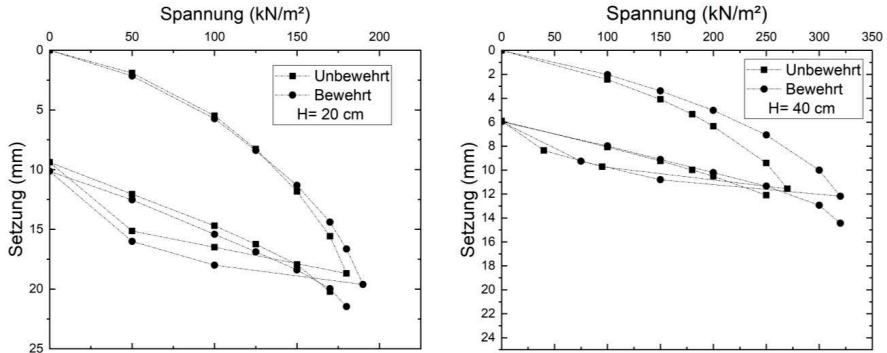 Spannung (kN/m²)
0 50 100 150 200
0
5
10
15
20
25
Setzung (mm)
Unbewehrt
Bewehrt
H= 20 cm
Spannung (kN/m²)
0 50 100 150 200 250 300 350
0
2
4
6
8
10
12
14
16
18
20
22
24
Setzung (mm)
Unbewehrt
Bewehrt
H= 40 cm